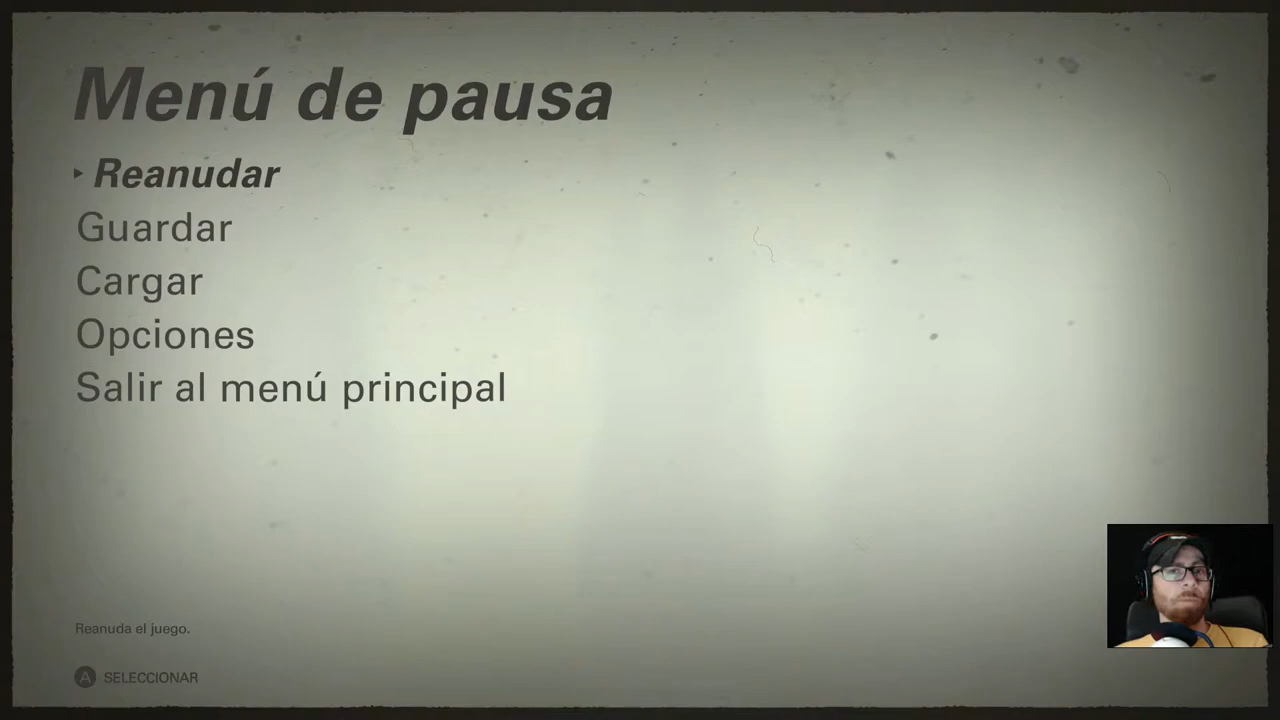 Menú de pausa
Reanudar
Guardar
Cargar
Opciones
Salir al menú principal
Reanuda el juego.
A SELECCIONAR